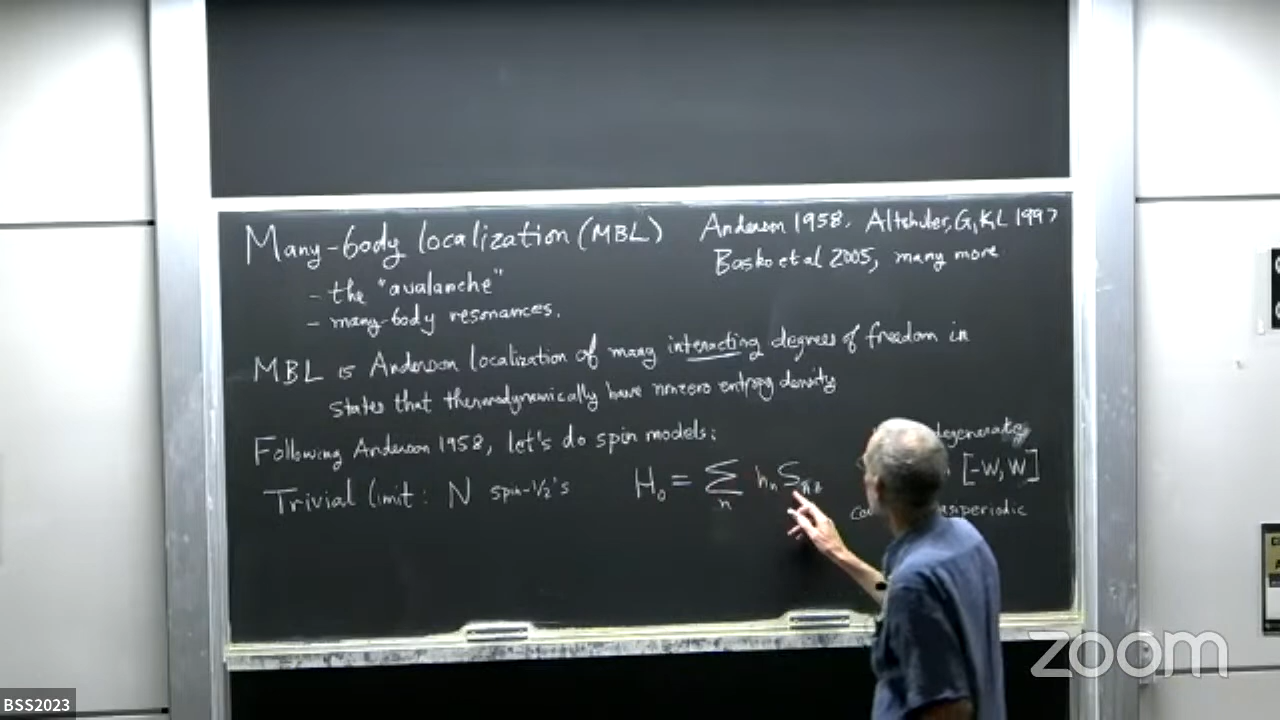 Many-body localization (MBL) Anderson 1958, Altshuler, G, K, L 1997
Basko et al 2005, many more
- the "avalanche"
- many-body resonances.
MBL is Anderson localization of many interacting degrees of freedom in
states that thermodynamically have nonzero entropy density
Following Anderson 1958, let's do spin models:
degenerate
Trivial limit: N spin-1/2's H₀ = Σ hₙ Sₙz [-W, W]
n
BSS2023
zoom